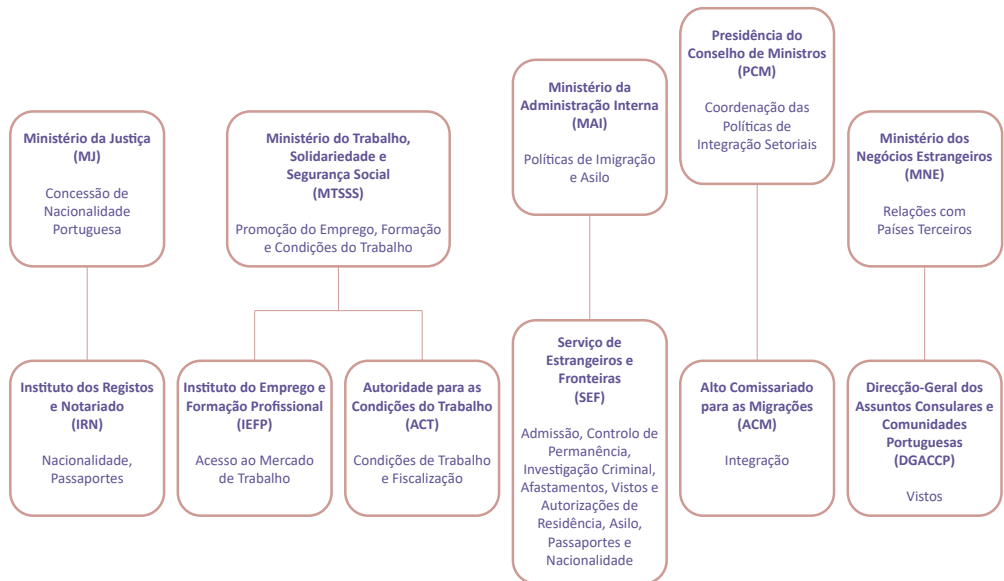 Ministério da Justiça
(MJ)
Concessão de
Nacionalidade
Portuguesa
Ministério do Trabalho,
Solidariedade e
Segurança Social
(MTSSS)
Promoção do Emprego, Formação
e Condições do Trabalho
Ministério da
Administração Interna
(MAI)
Políticas de Imigração
e Asilo
Presidência do
Conselho de Ministros
(PCM)
Coordenação das
Políticas de
Integração Setoriais
Ministério dos
Negócios Estrangeiros
(MNE)
Relações com
Países Terceiros
Instituto dos Registos
e Notariado
(IRN)
Nacionalidade,
Passaportes
Instituto do Emprego e
Formação Profissional
(IEFP)
Acesso ao Mercado
de Trabalho
Autoridade para as
Condições do Trabalho
(ACT)
Condições de Trabalho
e Fiscalização
Serviço de
Estrangeiros e
Fronteiras
(SEF)
Admissão, Controlo de
Permanência,
Investigação Criminal,
Afastamentos, Vistos e
Autorizações de
Residência, Asilo,
Passaportes e
Nacionalidade
Alto Comissariado
para as Migrações
(ACM)
Integração
Direcção-Geral dos
Assuntos Consulares e
Comunidades
Portuguesas
(DGACCP)
Vistos